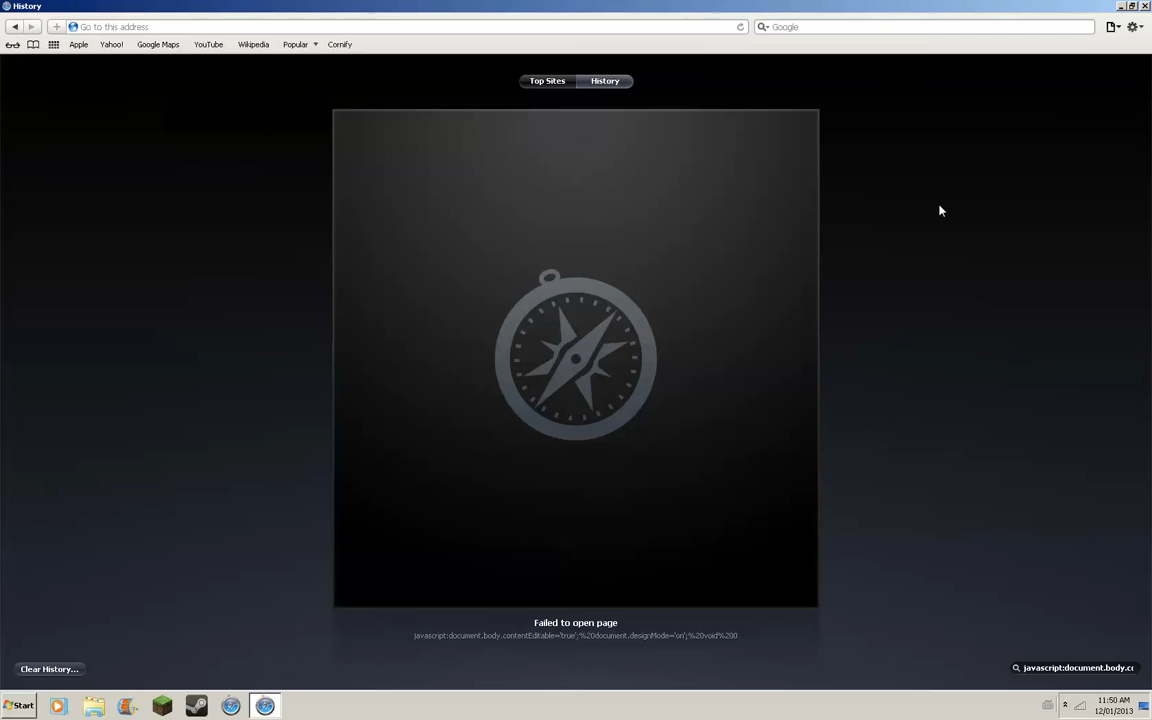 History
Go to this address
Google
Apple
Yahoo!
Google Maps
YouTube
Wikipedia
Popular
Cornify
Top Sites
History
Failed to open page
javascript:document.body.contentEditable='true';%20document.designMode='on';%20void%200
Clear History...
javascript:document.body.cc
Start
11:50 AM
12/01/2013